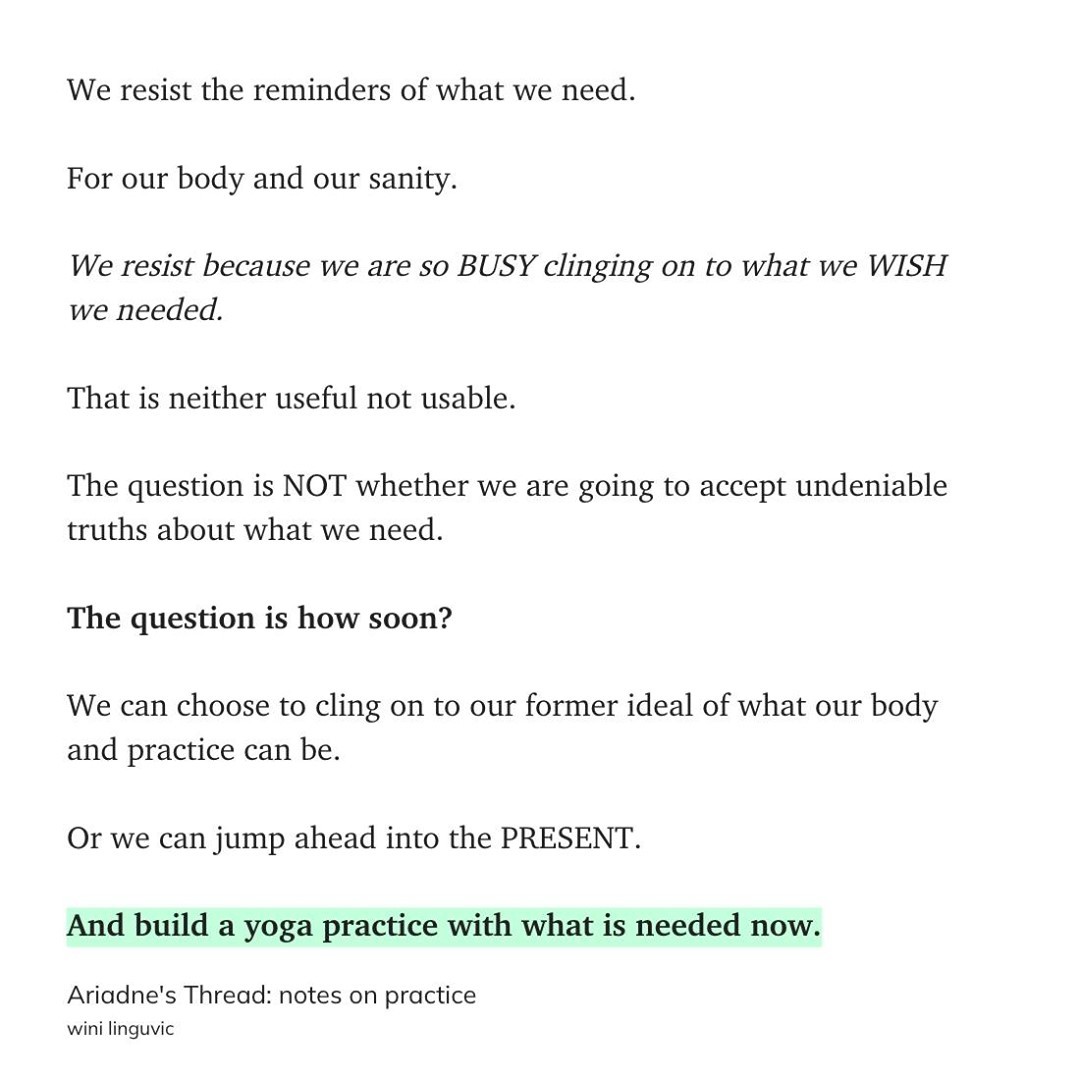 We resist the reminders of what we need.
For our body and our sanity.
We resist because we are so BUSY clinging on to what we WISH
we needed.
That is neither useful not usable.
The question is NOT whether we are going to accept undeniable
truths about what we need.
The question is how soon?
We can choose to cling on to our former ideal of what our body
and practice can be.
Or we can jump ahead into the PRESENT.
And build a yoga practice with what is needed now.
Ariadne's Thread: notes on practice
wini linguvic